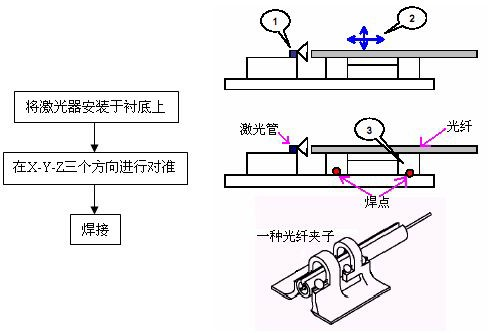 将激光器安装于衬底上
在X-Y-Z三个方向进行对准
焊接
1
2
激光管
3
光纤
焊点
一种光纤夹子